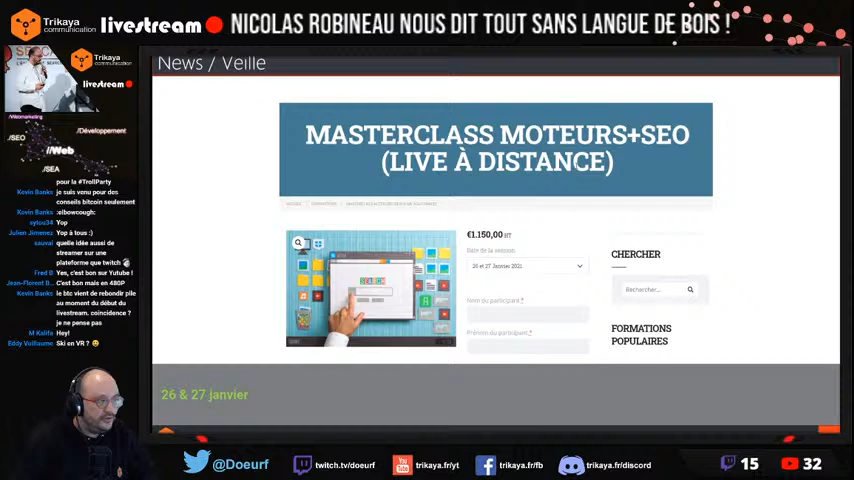 Trikaya
communication
livestream
NICOLAS ROBINEAU NOUS DIT TOUT SANS LANGUE DE BOIS !
Trikaya
communication
livestream
News / Veille
/Webmarketing
/Développement
/SEO
//Web
/SEA
pour la #TrollParty
Kevin Banks je suis venu pour des
conseils bitcoin seulement
Kevin Banks :elbowcough:
sylou34 Yop
Julien Jimenez Yop à tous :)
sauval quelle idée aussi de
streamer sur une
plateforme que twitch
Fred B Yes, c'est bon sur Yutube !
Jean-Florent B... C'est bon mais en 480P
Kevin Banks le btc vient de rebondir pile
au moment du début du
livestream. coincidence ?
je ne pense pas
M Kalifa Hey!
Eddy Vuillaume Ski en VR ?
MASTERCLASS MOTEURS+SEO
(LIVE À DISTANCE)
€1.150,00 HT
Date de la session
26 et 27 Janvier 2021
Nom du participant *
Prénom du participant *
SEARCH
CHERCHER
Rechercher...
FORMATIONS
POPULAIRES
26 & 27 janvier
@Doeurf
twitch.tv/doeurf
You
Tube
trikaya.fr/yt
trikaya.fr/fb
trikaya.fr/discord
15
32